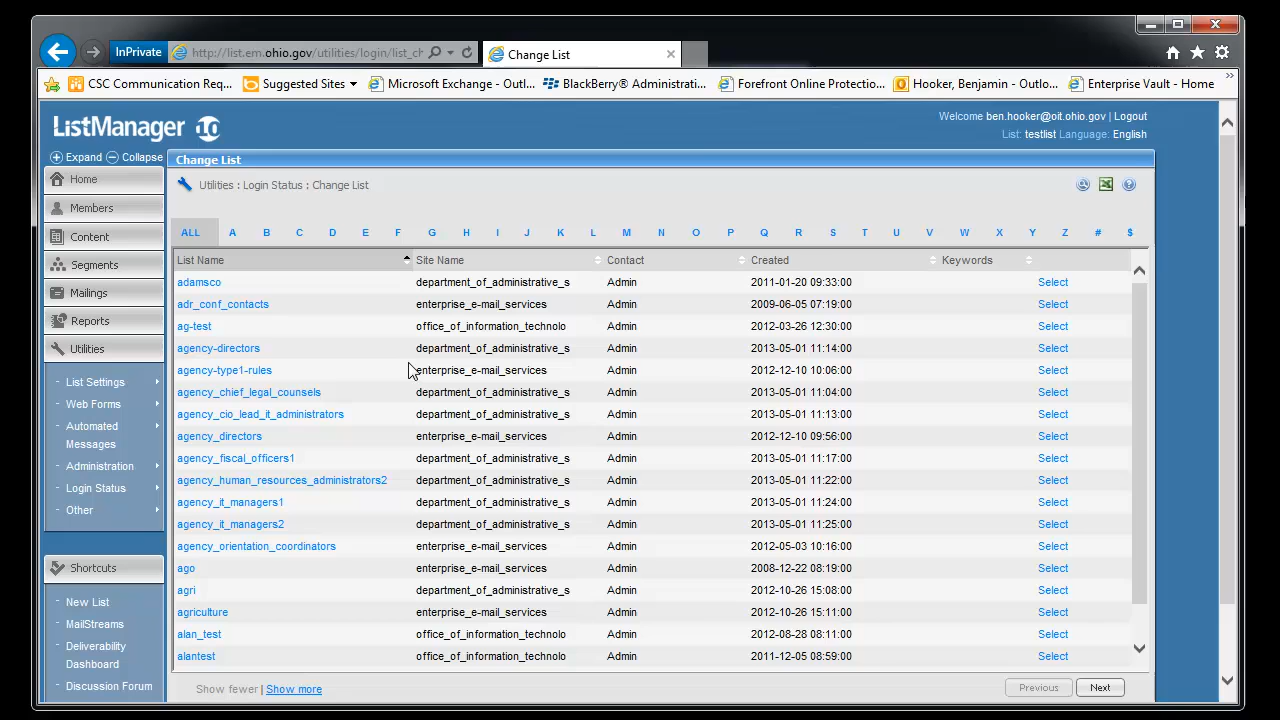 InPrivate
http://list.em.ohio.gov/utilities/login/list_ch
Change List
CSC Communication Req...
Suggested Sites
Microsoft Exchange - Outl...
BlackBerry® Administrati...
Forefront Online Protectio...
Hooker, Benjamin - Outlo...
Enterprise Vault - Home
ListManager 10
Welcome ben.hooker@oit.ohio.gov | Logout
List: testlist Language: English
Expand Collapse
Change List
Home
Members
Content
Segments
Mailings
Reports
Utilities
List Settings
Web Forms
Automated
Messages
Administration
Login Status
Other
Shortcuts
New List
MailStreams
Deliverability
Dashboard
Discussion Forum
Utilities : Login Status : Change List
ALL A B C D E F G H I J K L M N O P Q R S T U V W X Y Z # $
List Name Site Name Contact Created Keywords
adamsco department_of_administrative_s Admin 2011-01-20 09:33:00 Select
adr_conf_contacts enterprise_e-mail_services Admin 2009-06-05 07:19:00 Select
ag-test office_of_information_technolo Admin 2012-03-26 12:30:00 Select
agency-directors department_of_administrative_s Admin 2013-05-01 11:14:00 Select
agency-type1-rules enterprise_e-mail_services Admin 2012-12-10 10:06:00 Select
agency_chief_legal_counsels department_of_administrative_s Admin 2013-05-01 11:04:00 Select
agency_cio_lead_it_administrators department_of_administrative_s Admin 2013-05-01 11:13:00 Select
agency_directors enterprise_e-mail_services Admin 2012-12-10 09:56:00 Select
agency_fiscal_officers1 department_of_administrative_s Admin 2013-05-01 11:17:00 Select
agency_human_resources_administrators2 department_of_administrative_s Admin 2013-05-01 11:22:00 Select
agency_it_managers1 department_of_administrative_s Admin 2013-05-01 11:24:00 Select
agency_it_managers2 department_of_administrative_s Admin 2013-05-01 11:25:00 Select
agency_orientation_coordinators enterprise_e-mail_services Admin 2012-05-03 10:16:00 Select
ago enterprise_e-mail_services Admin 2008-12-22 08:19:00 Select
agri department_of_administrative_s Admin 2012-10-26 15:08:00 Select
agriculture enterprise_e-mail_services Admin 2012-10-26 15:11:00 Select
alan_test office_of_information_technolo Admin 2012-08-28 08:11:00 Select
alantest office_of_information_technolo Admin 2011-12-05 08:59:00 Select
Show fewer | Show more
Previous Next